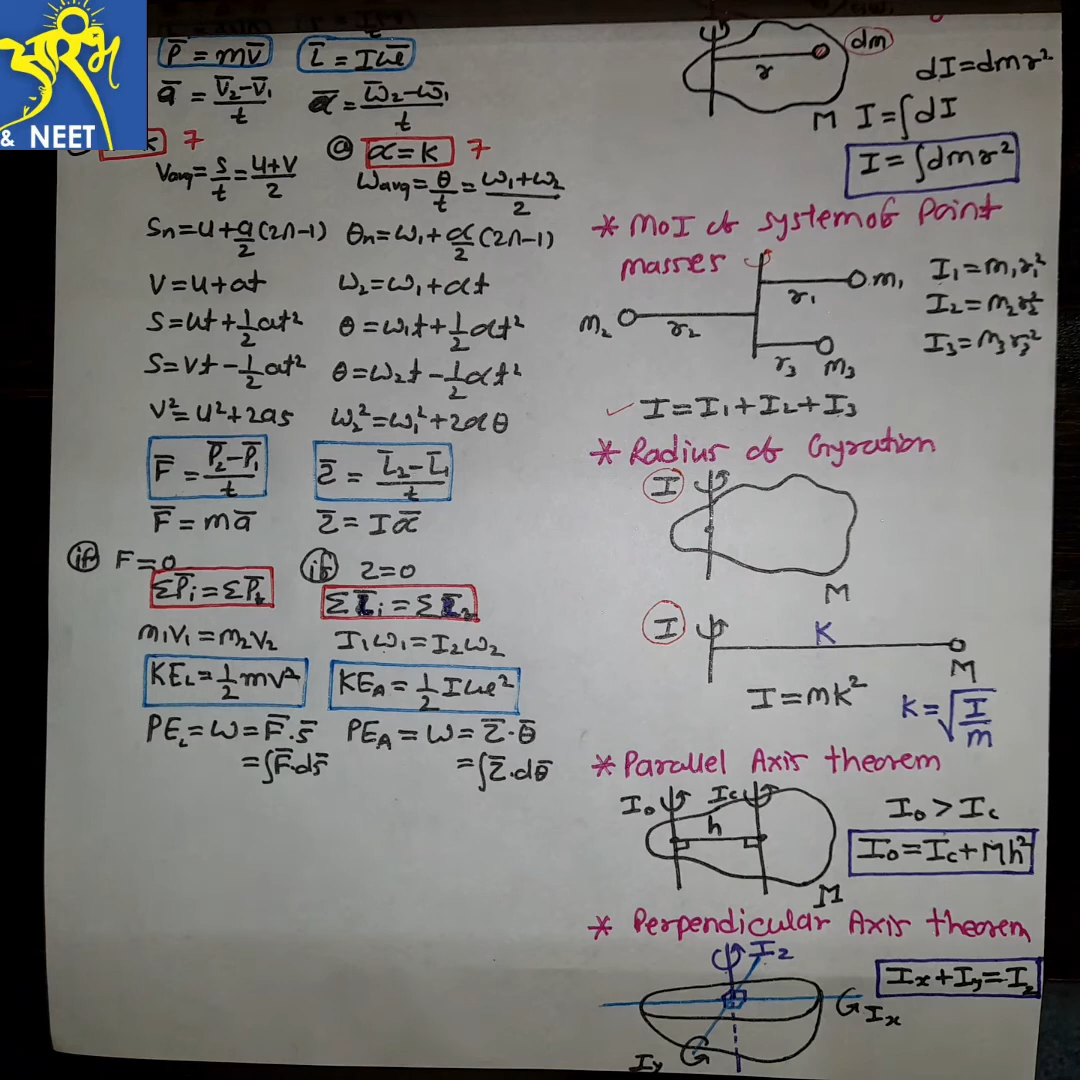 आरंभ
& NEET
P̄ = mv̄
L̄ = Iω̄
ā = (v̄₂-v̄₁)/t
ᾱ = (ω̄₂-ω̄₁)/t
7
@ α=K 7
Vavg = S/t = (u+v)/2
ωavg = θ/t = (ω₁+ω₂)/2
Sn = u+a/2(2n-1)
θn = ω₁+α/2(2n-1)
V=u+at
ω₂=ω₁+αt
S=ut+1/2at²
θ=ω₁t+1/2αt²
S=Vt-1/2at²
θ=ω₂t-1/2αt²
V²=u²+2as
ω₂²=ω₁²+2αθ
F̄ = (P̄₂-P̄₁)/t
τ̄ = (L̄₂-L̄₁)/t
F̄ = mā
τ̄ = Iᾱ
if F=0
if τ=0
ΣP̄i = ΣP̄₂
ΣL̄i = ΣL̄₂
m₁v₁=m₂v₂
I₁ω₁=I₂ω₂
KEL=1/2mv²
KEA=1/2Iω²
PEL=W=F̄.s̄
PEA=W=τ̄.θ̄
=∫F̄.ds̄
=∫τ̄.dθ̄
dm
r
dI=dmr²
M
I=∫dI
I=∫dmr²
* MoI of system of Point
masses
m₁
r₁
m₂
r₂
r₃
M₃
I₁=m₁r₁²
I₂=m₂r₂²
I₃=m₃r₃²
I=I₁+I₂+I₃
* Radius of Gyration
I
M
I
K
M
I=mk²
K=√(I/m)
* Parallel Axis theorem
Io
Ic
h
M
Io>Ic
Io=Ic+Mh²
* Perpendicular Axis theorem
Iz
Ix+Iy=Iz
Ix
Iy